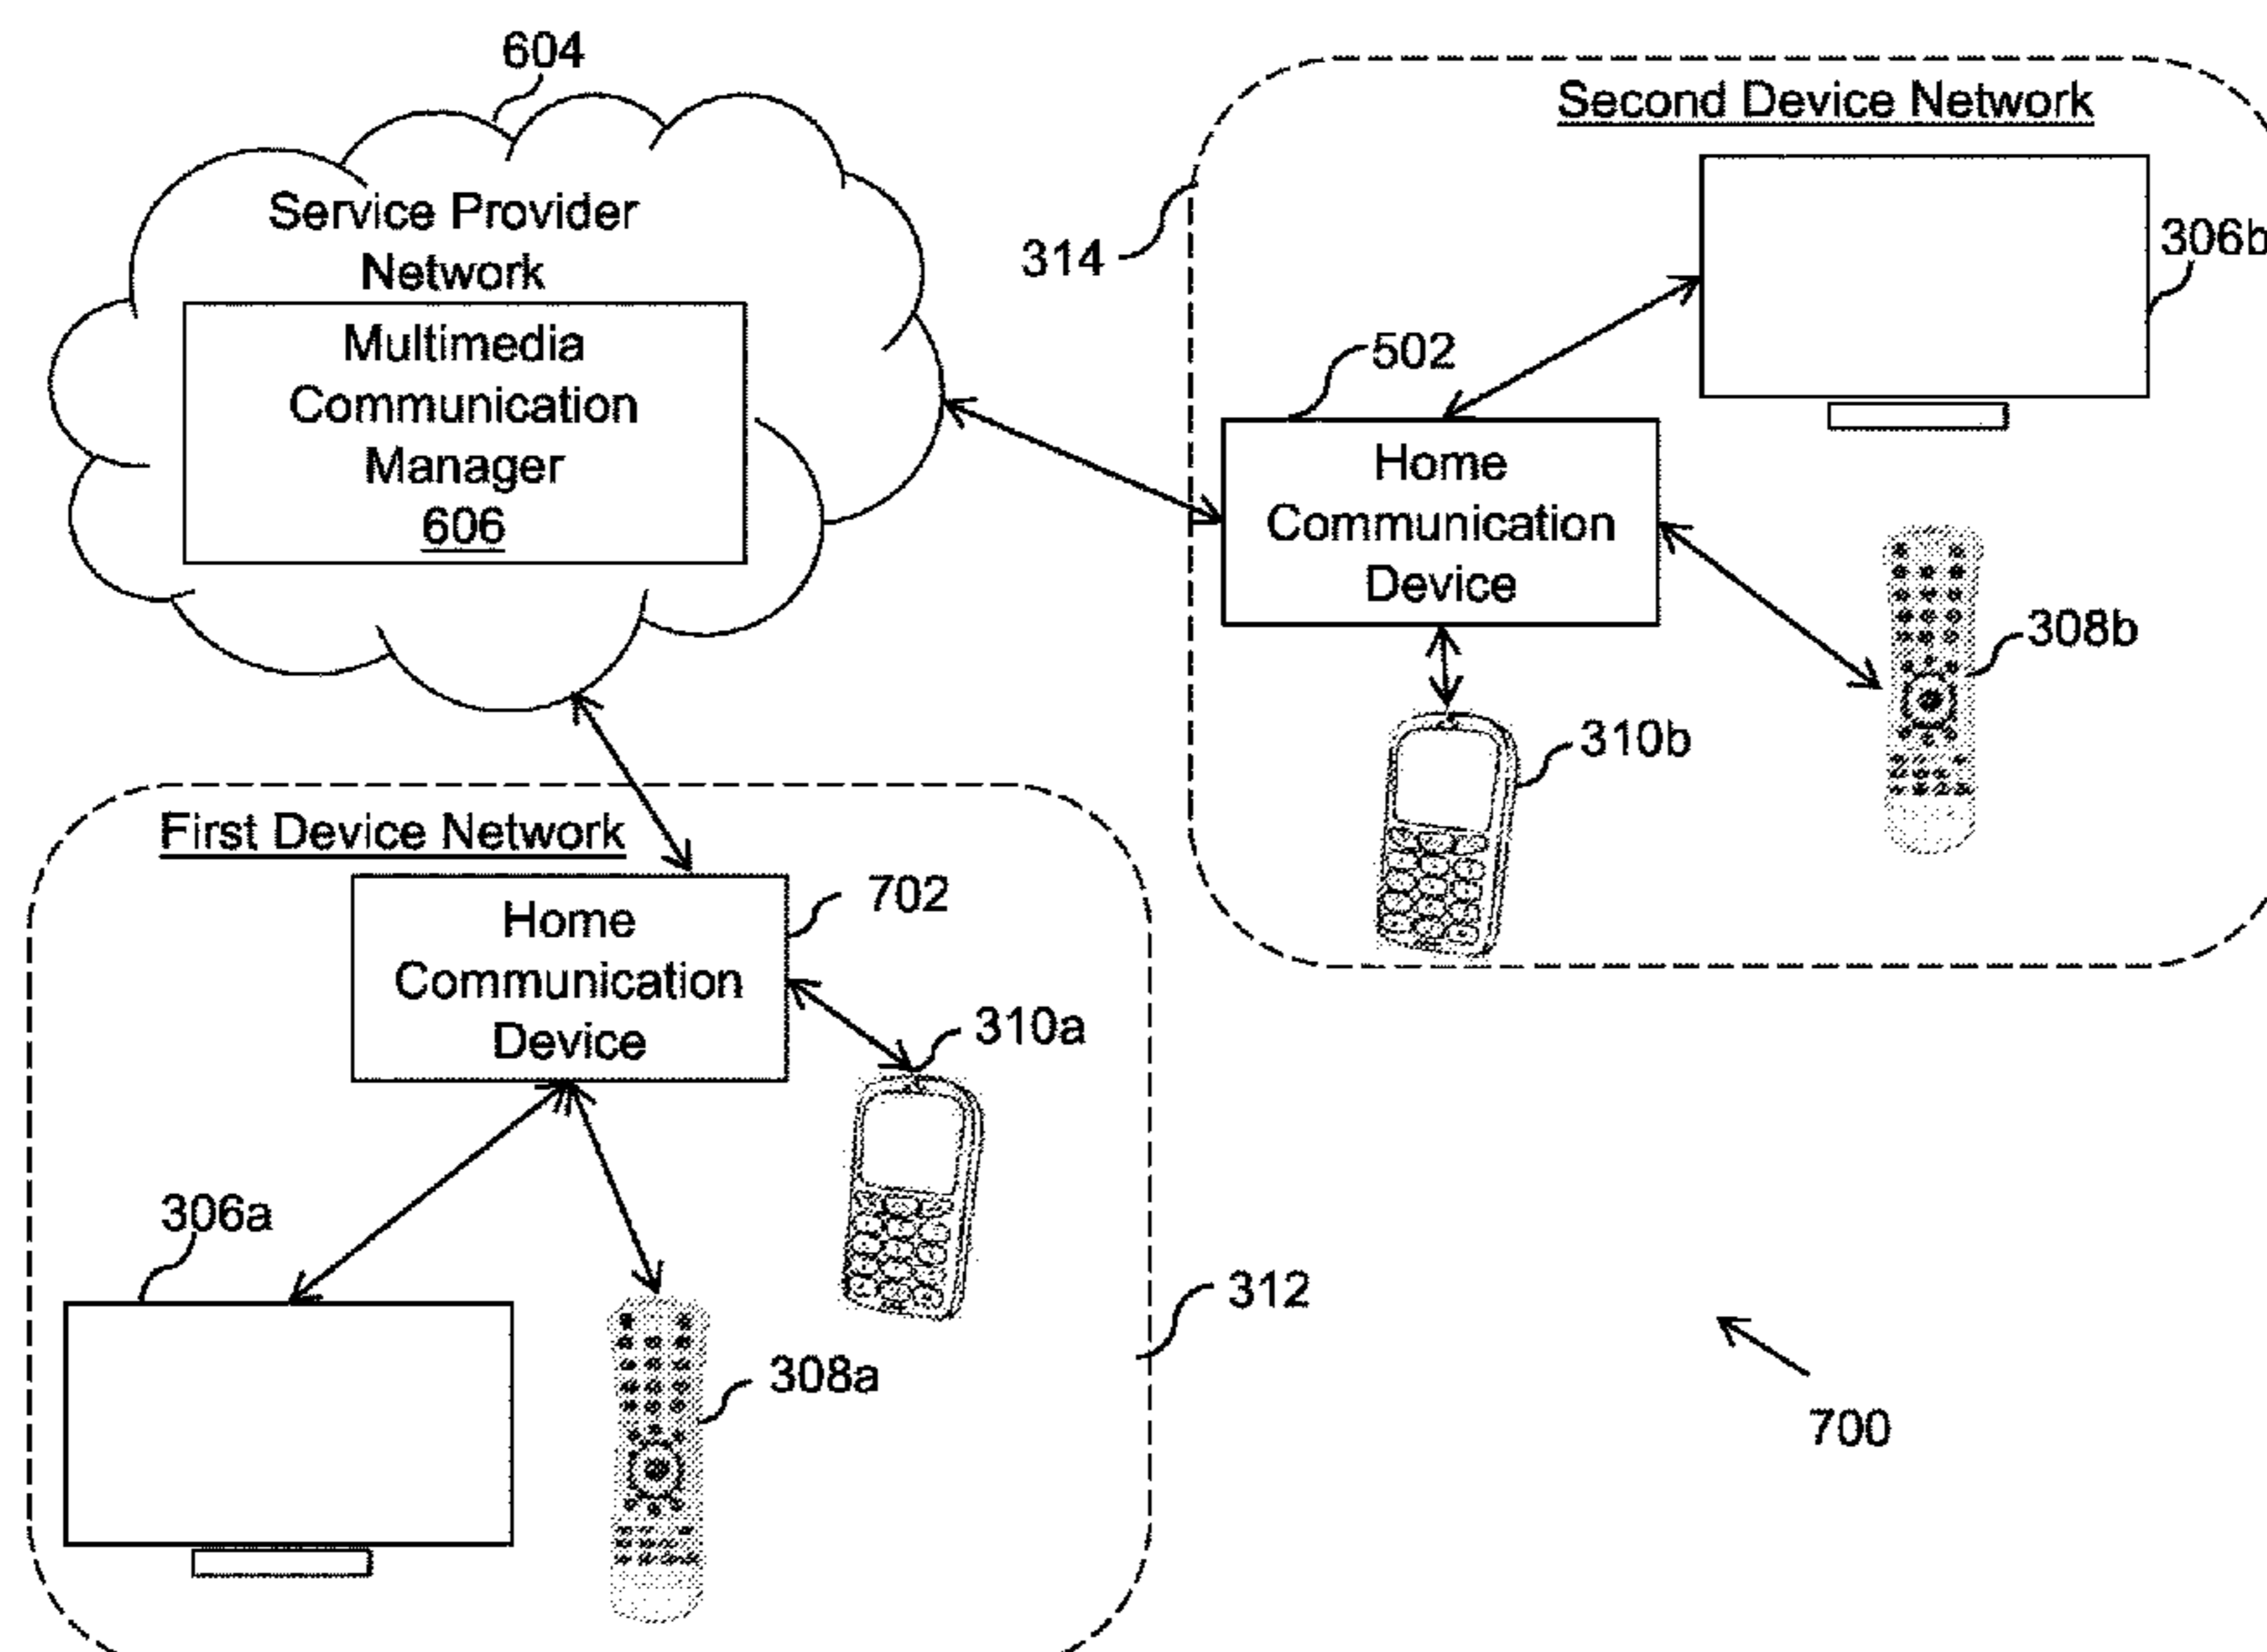 604
Service Provider
Network
Multimedia
Communication
Manager
606
Second Device Network
314
306b
502
Home
Communication
Device
308b
310b
First Device Network
702
Home
Communication
Device
310a
306a
308a
312
700